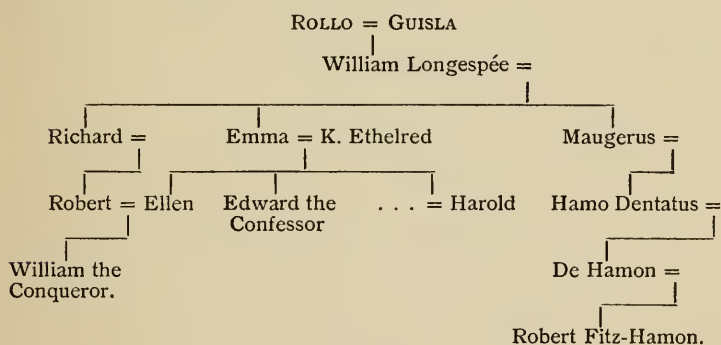 ROLLO = GUISLA
William Longespée =
Richard = Emma = K. Ethelred Maugerus =
Robert = Ellen Edward the . . . = Harold Hamo Dentatus =
Confessor
William the De Hamon =
Conqueror.
Robert Fitz-Hamon.